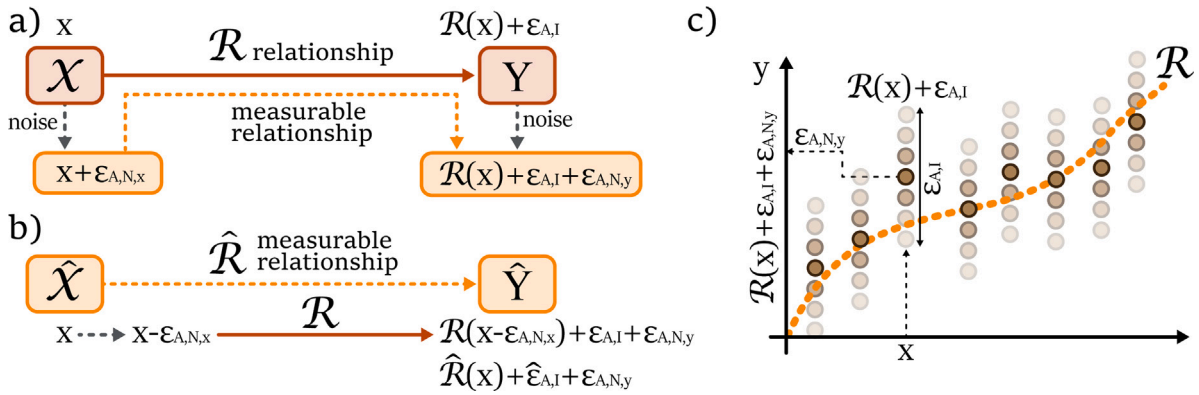 a)
x
ℛ(x)+ε_A,I
𝒳
ℛ relationship
Y
noise
measurable
relationship
noise
x+ε_A,N,x
ℛ(x)+ε_A,I+ε_A,N,y
b)
ℛ̂ measurable
relationship
𝒳̂
Ŷ
x
x-ε_A,N,x
ℛ
ℛ(x-ε_A,N,x)+ε_A,I+ε_A,N,y
ℛ̂(x)+ε̂_A,I+ε_A,N,y
c)
y
ℛ
ℛ(x)+ε_A,I
ε_A,N,y
ε_A,I
ℛ(x)+ε_A,I+ε_A,N,y
x